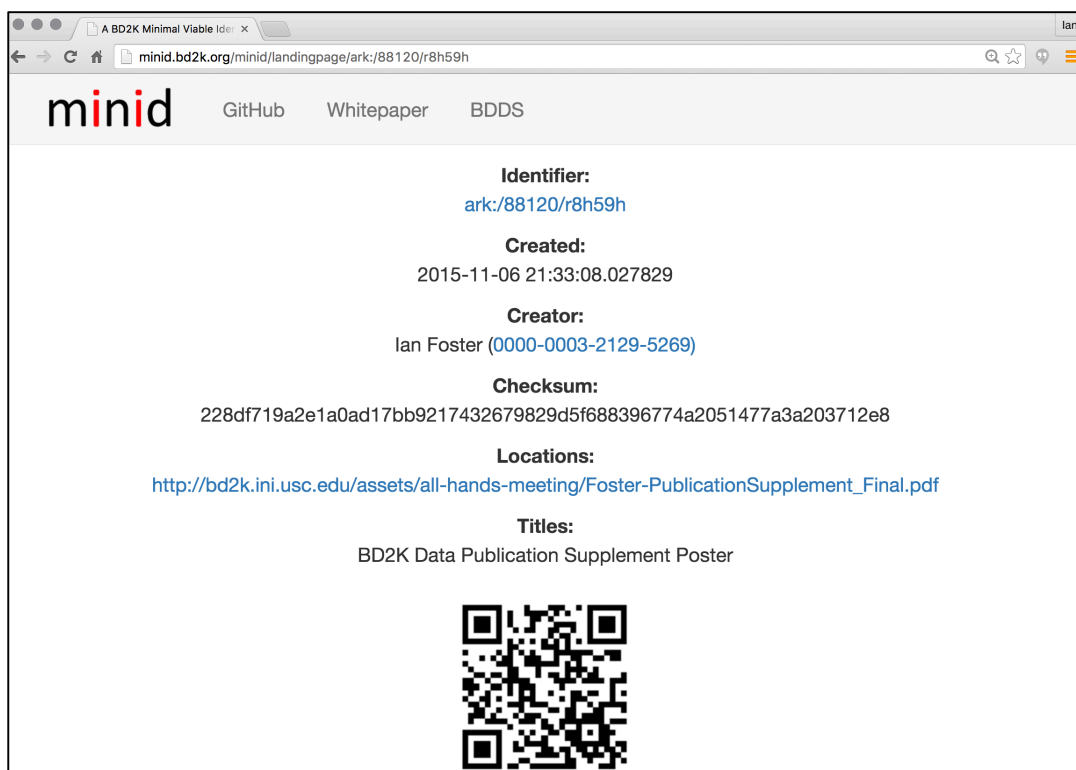 A BD2K Minimal Viable Ider
Ian
minid.bd2k.org/minid/landingpage/ark:/88120/r8h59h
minid GitHub Whitepaper BDDS
Identifier:
ark:/88120/r8h59h
Created:
2015-11-06 21:33:08.027829
Creator:
Ian Foster (0000-0003-2129-5269)
Checksum:
228df719a2e1a0ad17bb9217432679829d5f688396774a2051477a3a203712e8
Locations:
http://bd2k.ini.usc.edu/assets/all-hands-meeting/Foster-PublicationSupplement_Final.pdf
Titles:
BD2K Data Publication Supplement Poster